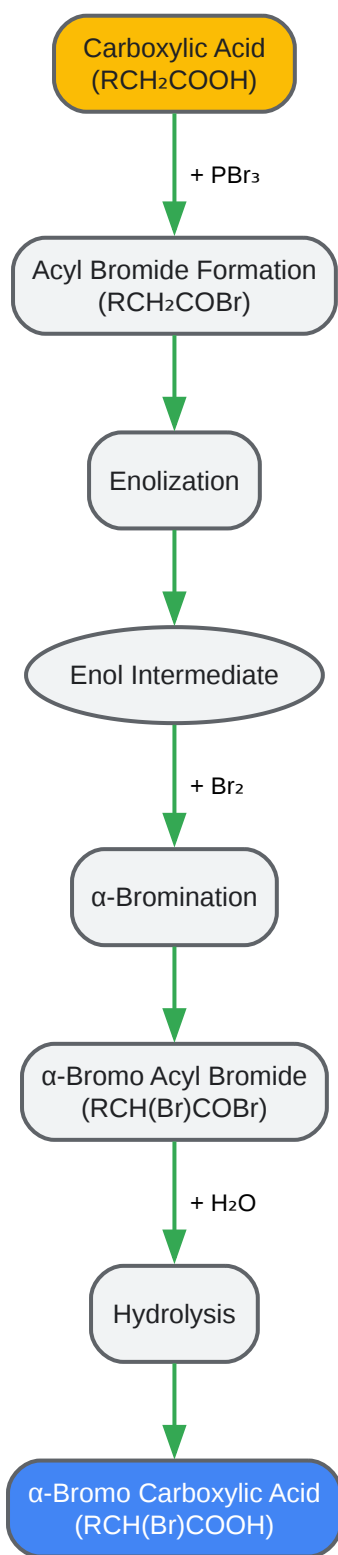 Carboxylic Acid
(RCH₂COOH)
+ PBr₃
Acyl Bromide Formation
(RCH₂COBr)
Enolization
Enol Intermediate
+ Br₂
α-Bromination
α-Bromo Acyl Bromide
(RCH(Br)COBr)
+ H₂O
Hydrolysis
α-Bromo Carboxylic Acid
(RCH(Br)COOH)